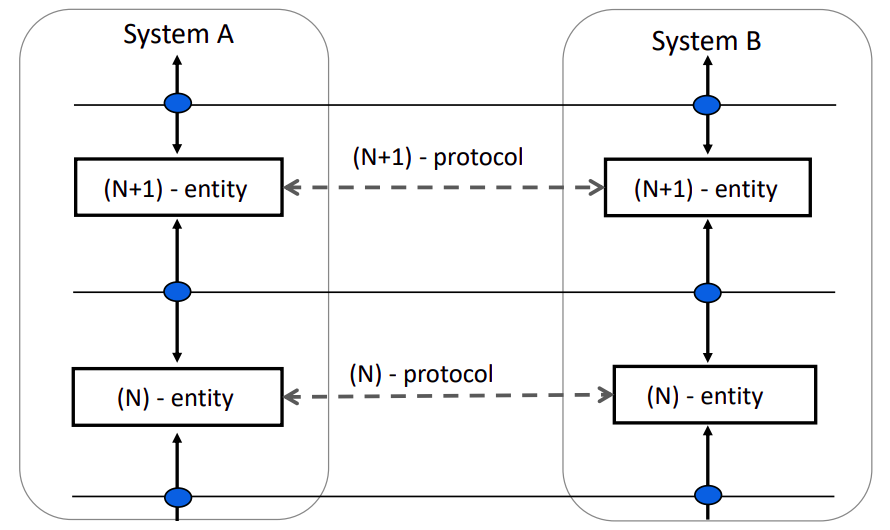 System A
System B
(N+1) - protocol
(N+1) - entity
(N+1) - entity
(N) - protocol
(N) - entity
(N) - entity